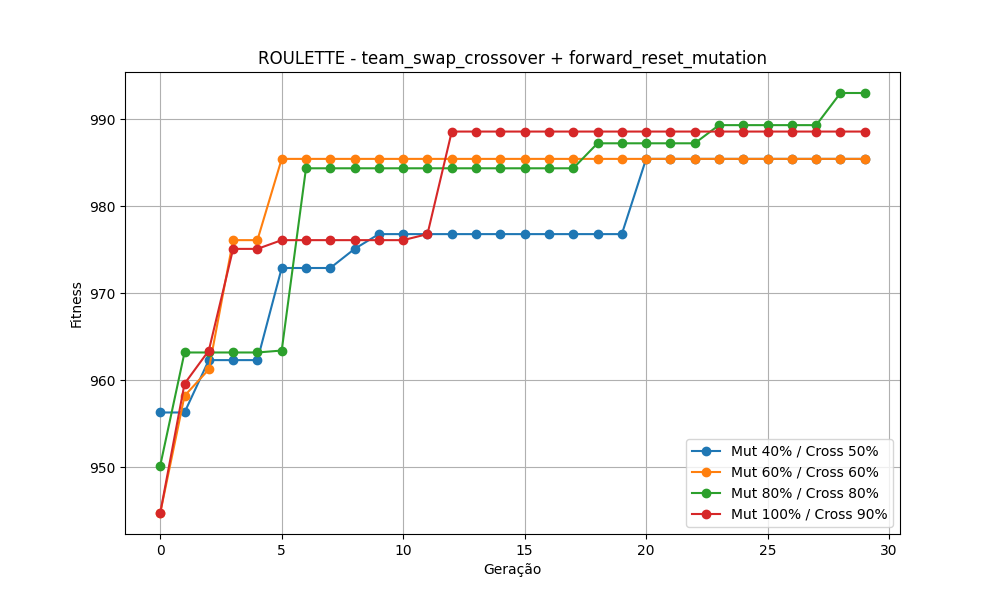 ROULETTE - team_swap_crossover + forward_reset_mutation
Fitness
990
980
970
960
950
0 5 10 15 20 25 30
Geração
Mut 40% / Cross 50%
Mut 60% / Cross 60%
Mut 80% / Cross 80%
Mut 100% / Cross 90%